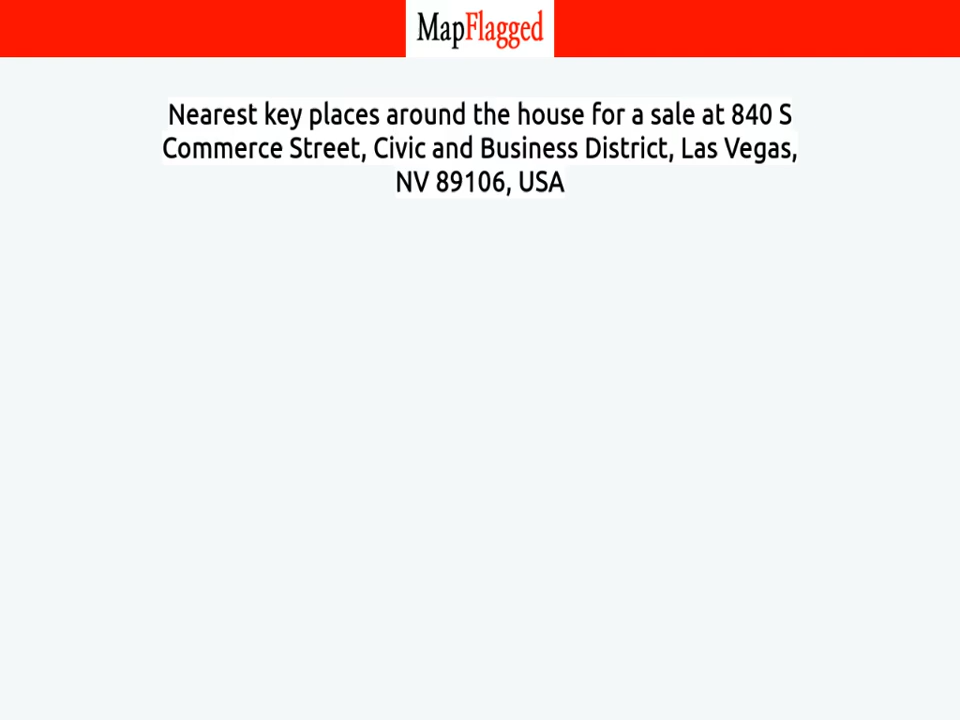 MapFlagged
Nearest key places around the house for a sale at 840 S
Commerce Street, Civic and Business District, Las Vegas,
NV 89106, USA